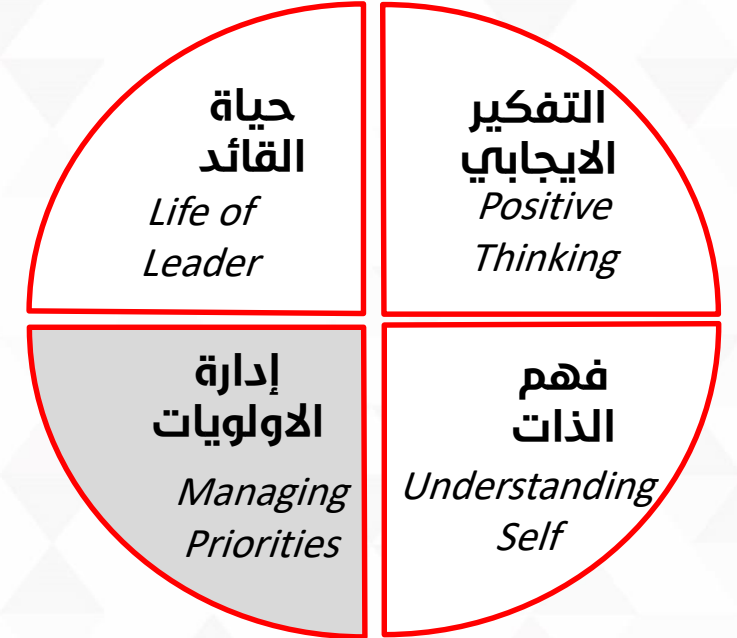 حياة
القائد
Life of
Leader
التفكير
الايجابي
Positive
Thinking
إدارة
الاولويات
Managing
Priorities
فهم
الذات
Understanding
Self